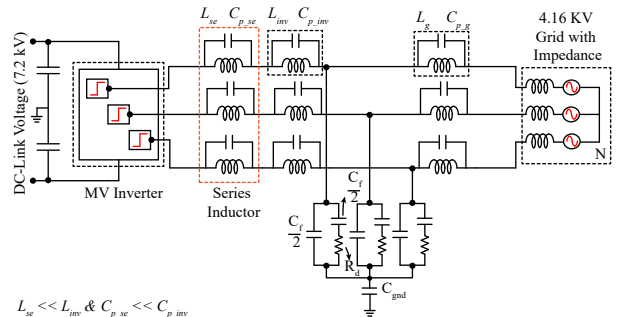 L_se C_p_se L_inv C_p_inv L_g C_p_g
4.16 KV
Grid with
Impedance
DC-Link Voltage (7.2 kV)
MV Inverter
Series
Inductor
N
C_f
2
C_f
2
R_d
C_gnd
L_se << L_inv & C_p_se << C_p_inv